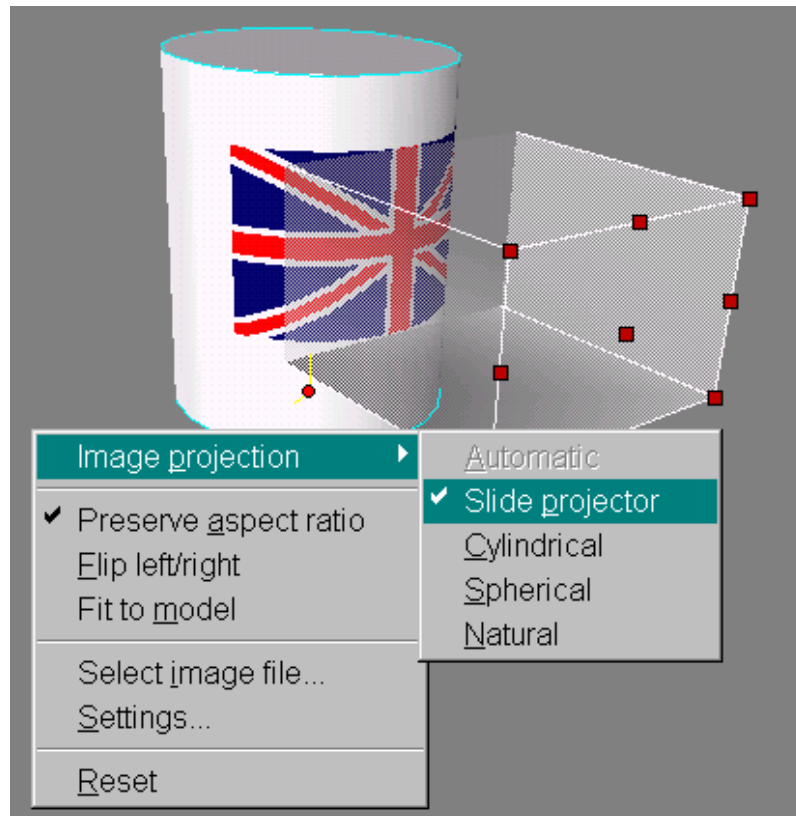 Image projection
Preserve aspect ratio
Flip left/right
Fit to model
Select image file...
Settings...
Reset
Automatic
Slide projector
Cylindrical
Spherical
Natural